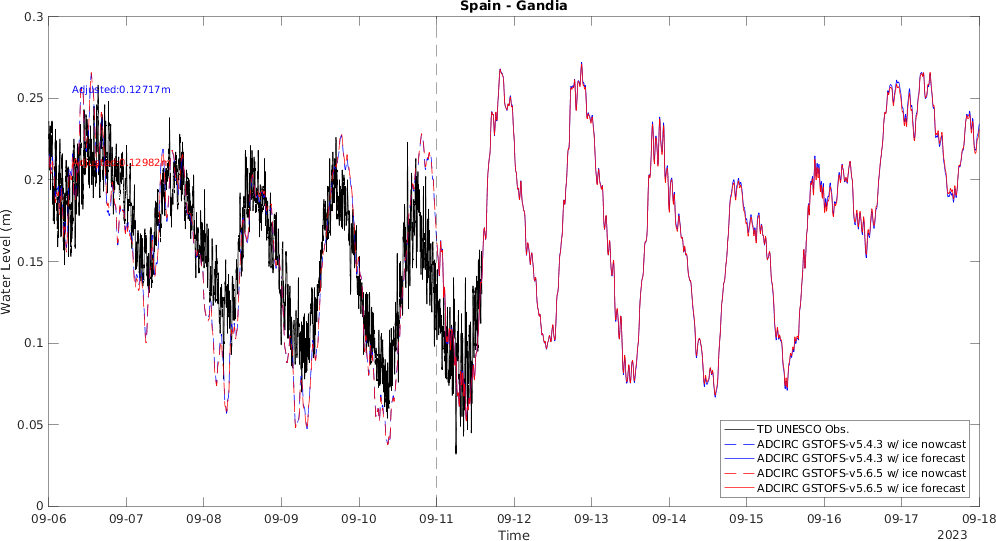 Spain - Gandia
0.3
0.25
0.2
0.15
0.1
0.05
0
Water Level (m)
Adjusted:0.12717m
0.12982m
09-06
09-07
09-08
09-09
09-10
09-11
09-12
09-13
09-14
09-15
09-16
09-17
09-18
Time
2023
TD UNESCO Obs.
ADCIRC GSTOFS-v5.4.3 w/ ice nowcast
ADCIRC GSTOFS-v5.4.3 w/ ice forecast
ADCIRC GSTOFS-v5.6.5 w/ ice nowcast
ADCIRC GSTOFS-v5.6.5 w/ ice forecast